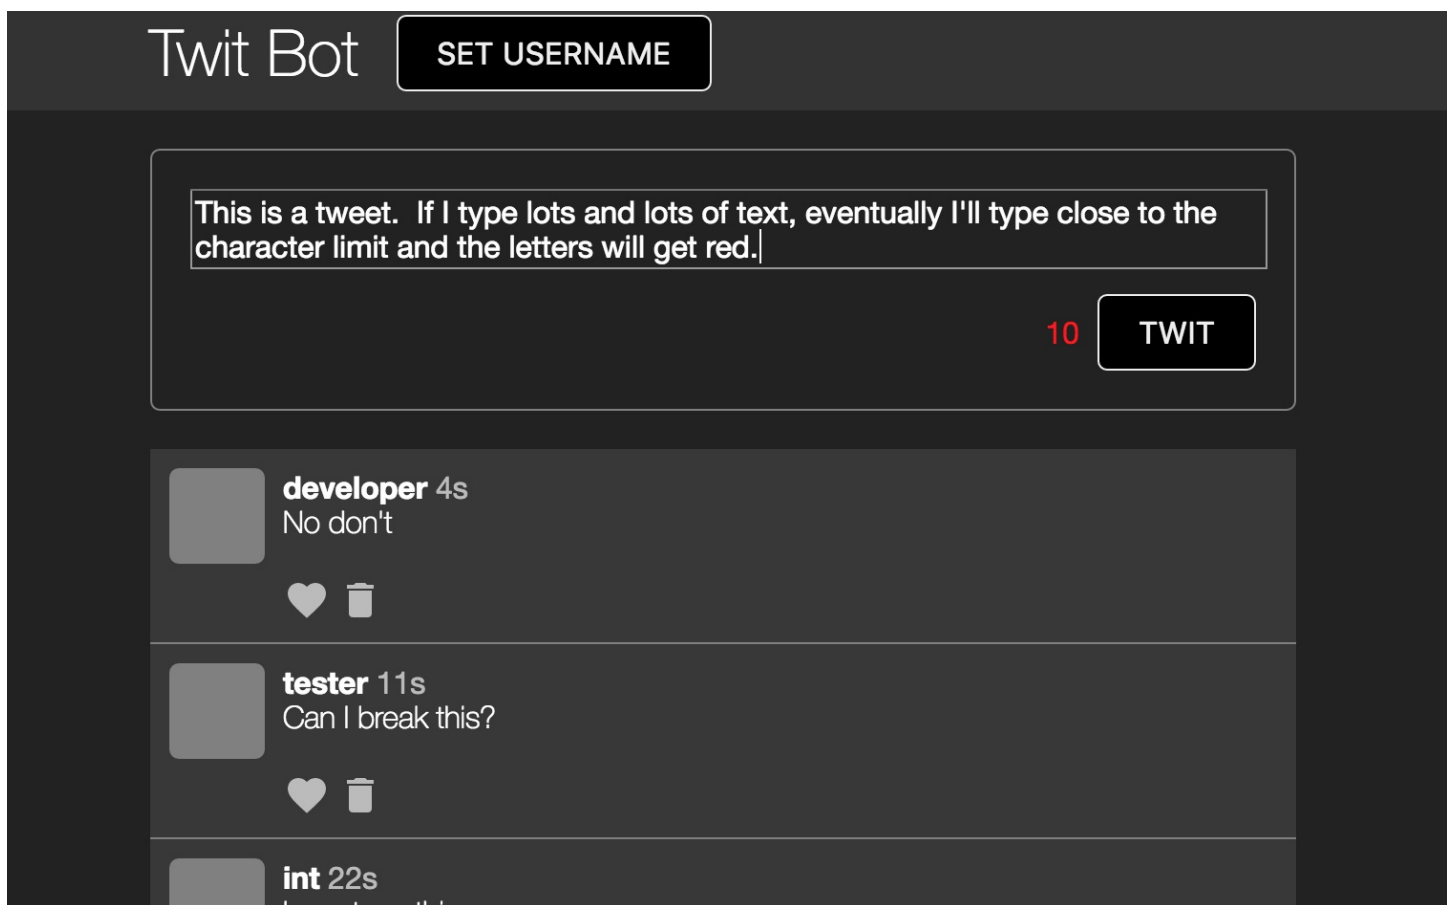 Twit Bot SET USERNAME
This is a tweet.  If I type lots and lots of text, eventually I'll type close to the
character limit and the letters will get red.
10 TWIT
developer 4s
No don't
tester 11s
Can I break this?
int 22s